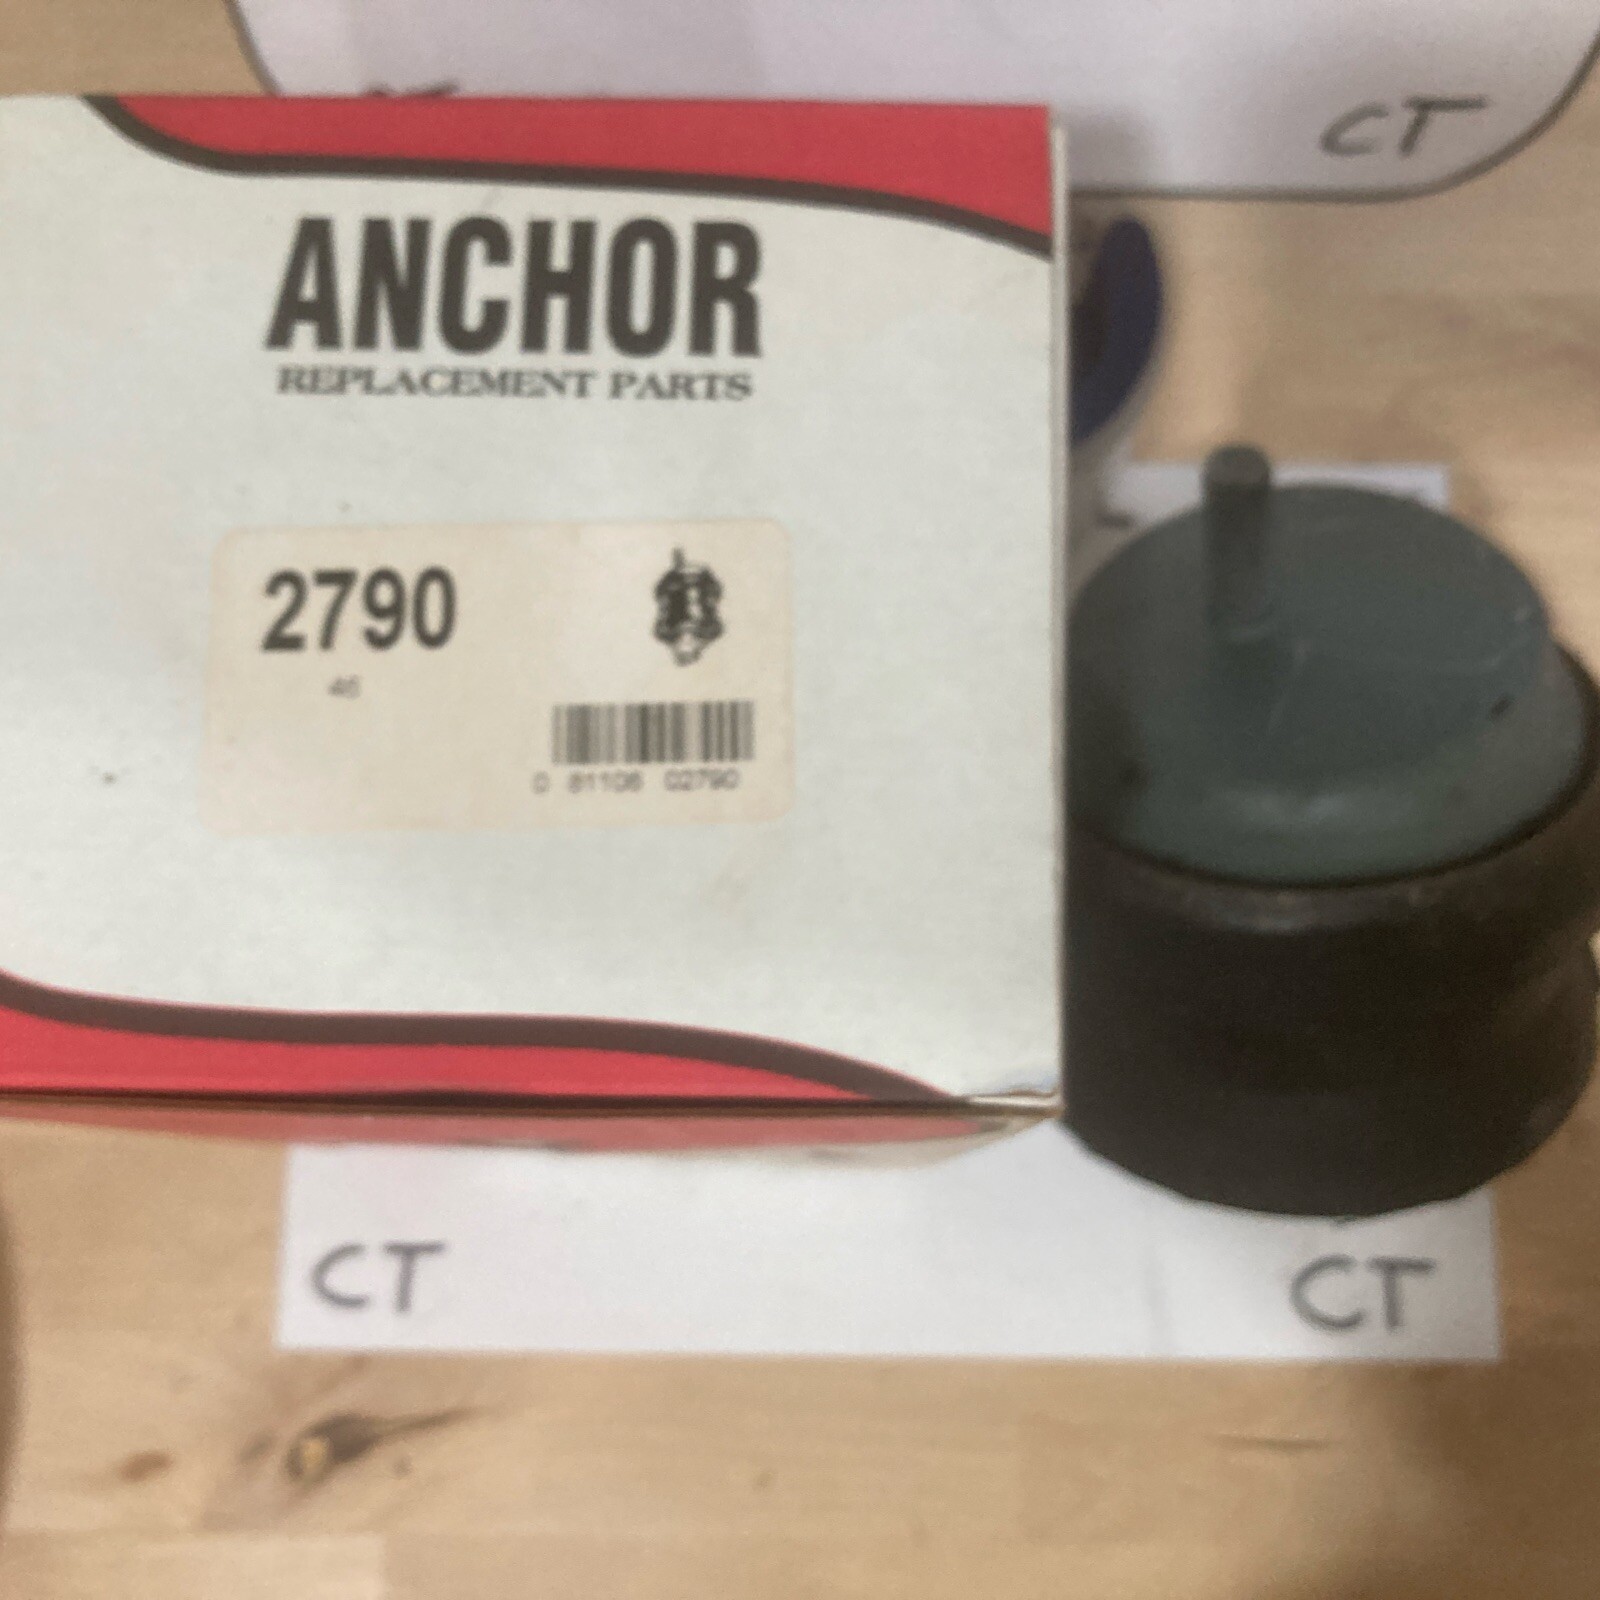 CT
ANCHOR
REPLACEMENT PARTS
2790
46
0 81106 02790
CT
CT